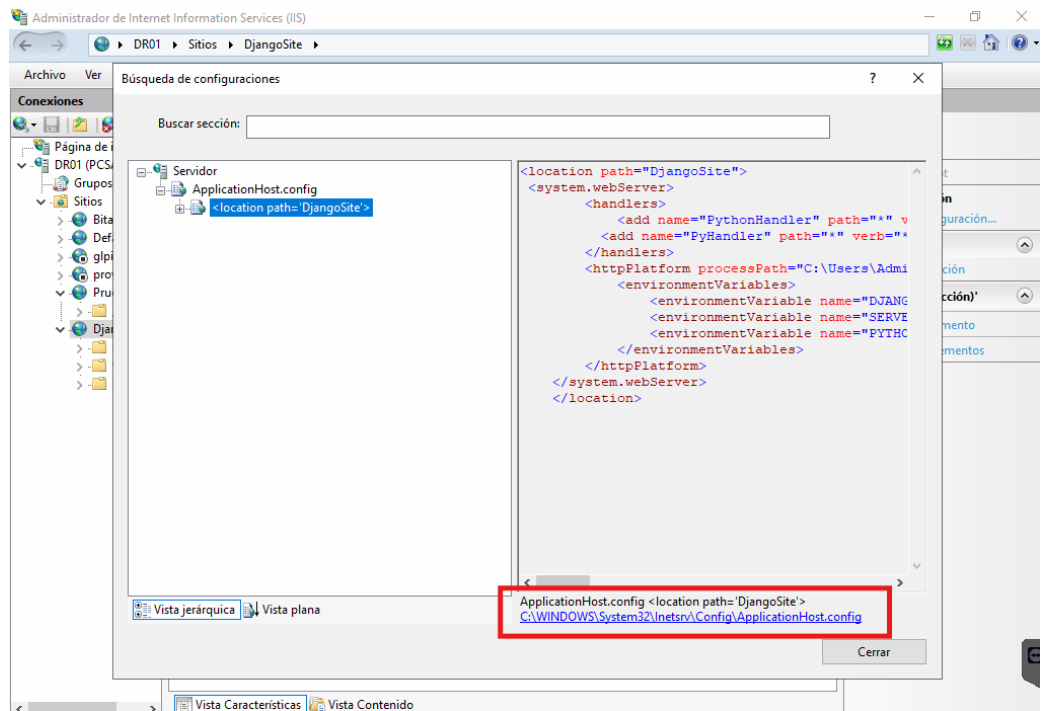 Administrador de Internet Information Services (IIS)
DR01 Sitios DjangoSite
Archivo Ver
Búsqueda de configuraciones
?
Conexiones
Buscar sección:
Página de i
DR01 (PCSA
Grupos
Sitios
Bita
Defa
glpi
prov
Prue
Djan
Servidor
ApplicationHost.config
<location path='DjangoSite'>
<location path="DjangoSite">
<system.webServer>
<handlers>
<add name="PythonHandler" path="*" v
<add name="PyHandler" path="*" verb="*
</handlers>
<httpPlatform processPath="C:\Users\Admi
<environmentVariables>
<environmentVariable name="DJANG
<environmentVariable name="SERVE
<environmentVariable name="PYTHO
</environmentVariables>
</httpPlatform>
</system.webServer>
</location>
ón
guración...
ción
cción)'
mento
ementos
Vista jerárquica Vista plana
ApplicationHost.config <location path='DjangoSite'>
C:\WINDOWS\System32\Inetsrv\Config\ApplicationHost.config
Cerrar
Vista Características Vista Contenido